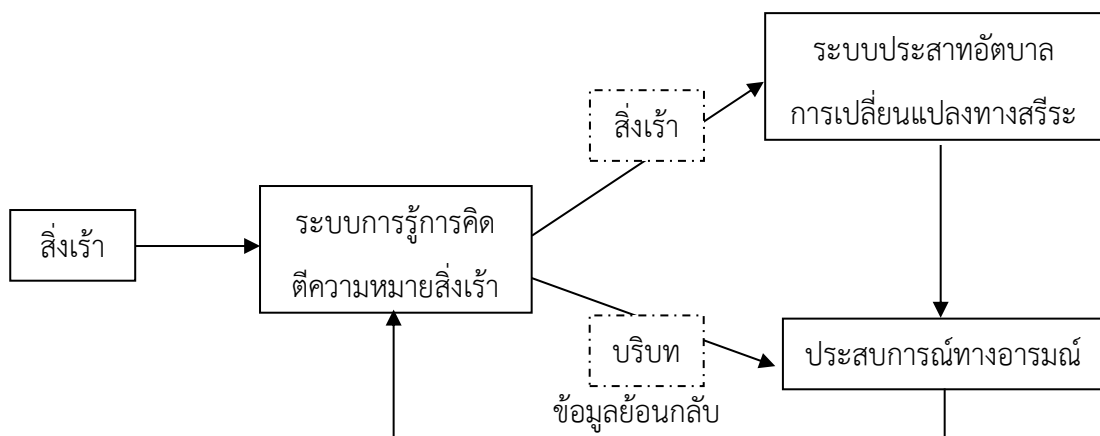 ระบบประสาทอัตบาล
การเปลี่ยนแปลงทางสรีระ
สิ่งเร้า
ระบบการรู้การคิด
ตีความหมายสิ่งเร้า
สิ่งเร้า
บริบท
ประสบการณ์ทางอารมณ์
ข้อมูลย้อนกลับ